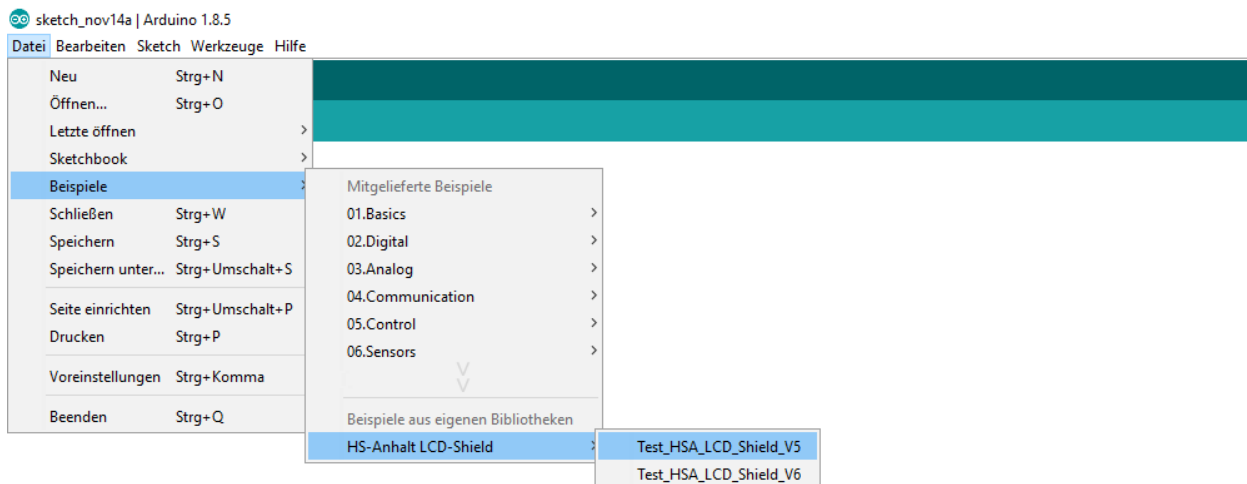 sketch_nov14a | Arduino 1.8.5
Datei Bearbeiten Sketch Werkzeuge Hilfe
Neu Strg+N
Öffnen... Strg+O
Letzte öffnen
Sketchbook
Beispiele
Schließen Strg+W
Speichern Strg+S
Speichern unter... Strg+Umschalt+S
Seite einrichten Strg+Umschalt+P
Drucken Strg+P
Voreinstellungen Strg+Komma
Beenden Strg+Q
Mitgelieferte Beispiele
01.Basics
02.Digital
03.Analog
04.Communication
05.Control
06.Sensors
Beispiele aus eigenen Bibliotheken
HS-Anhalt LCD-Shield
Test_HSA_LCD_Shield_V5
Test_HSA_LCD_Shield_V6